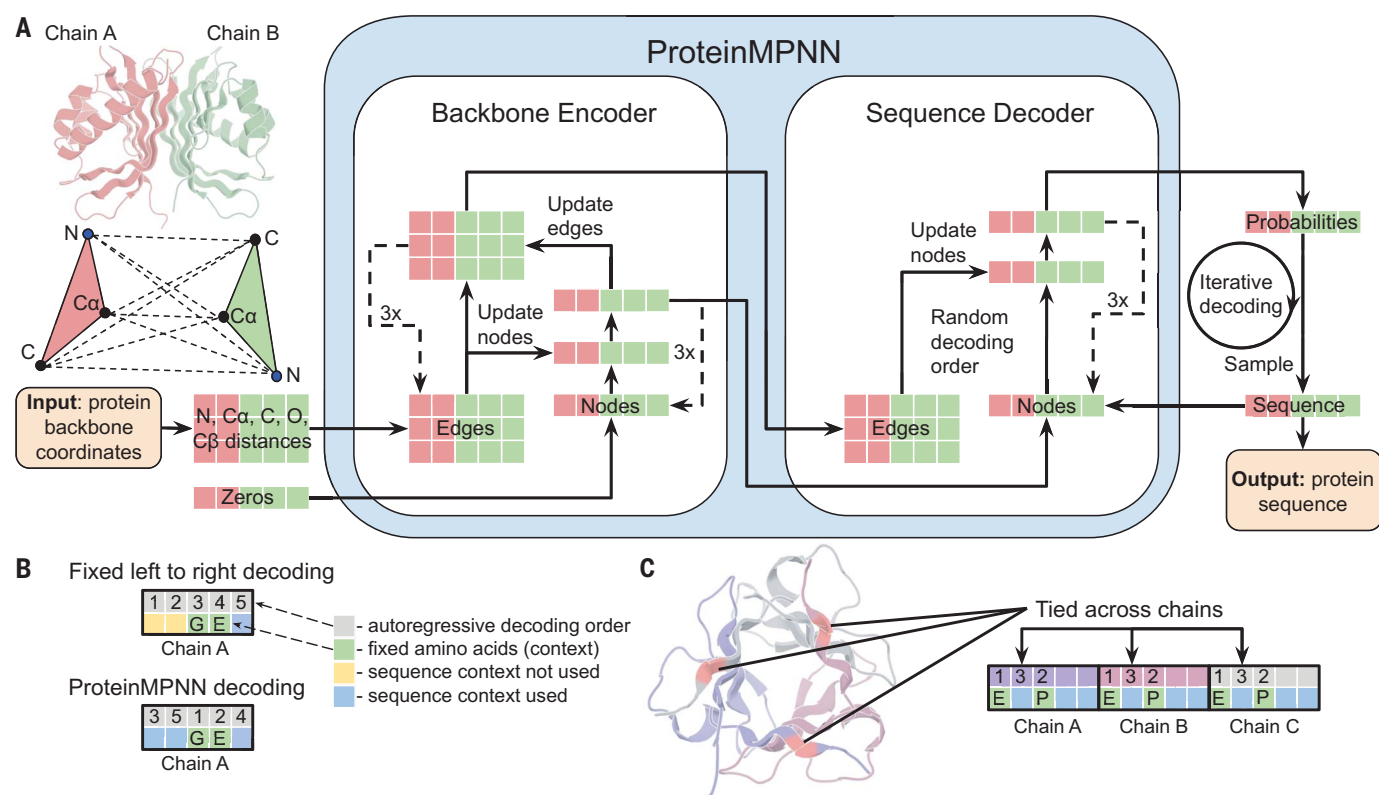 A
Chain A
Chain B
N
C
Cα
Cα
C
N
Input: protein
backbone
coordinates
N, Cα, C, O,
Cβ distances
Zeros
ProteinMPNN
Backbone Encoder
Update
edges
3x
Update
nodes
3x
Edges
Nodes
Sequence Decoder
Update
nodes
3x
Random
decoding
order
Edges
Nodes
Probabilities
Iterative
decoding
Sample
Sequence
Output: protein
sequence
B
Fixed left to right decoding
1 2 3 4 5
G E
Chain A
- autoregressive decoding order
- fixed amino acids (context)
- sequence context not used
- sequence context used
ProteinMPNN decoding
3 5 1 2 4
G E
Chain A
C
Tied across chains
1 3 2 1 3 2 1 3 2
E P E P E P
Chain A Chain B Chain C